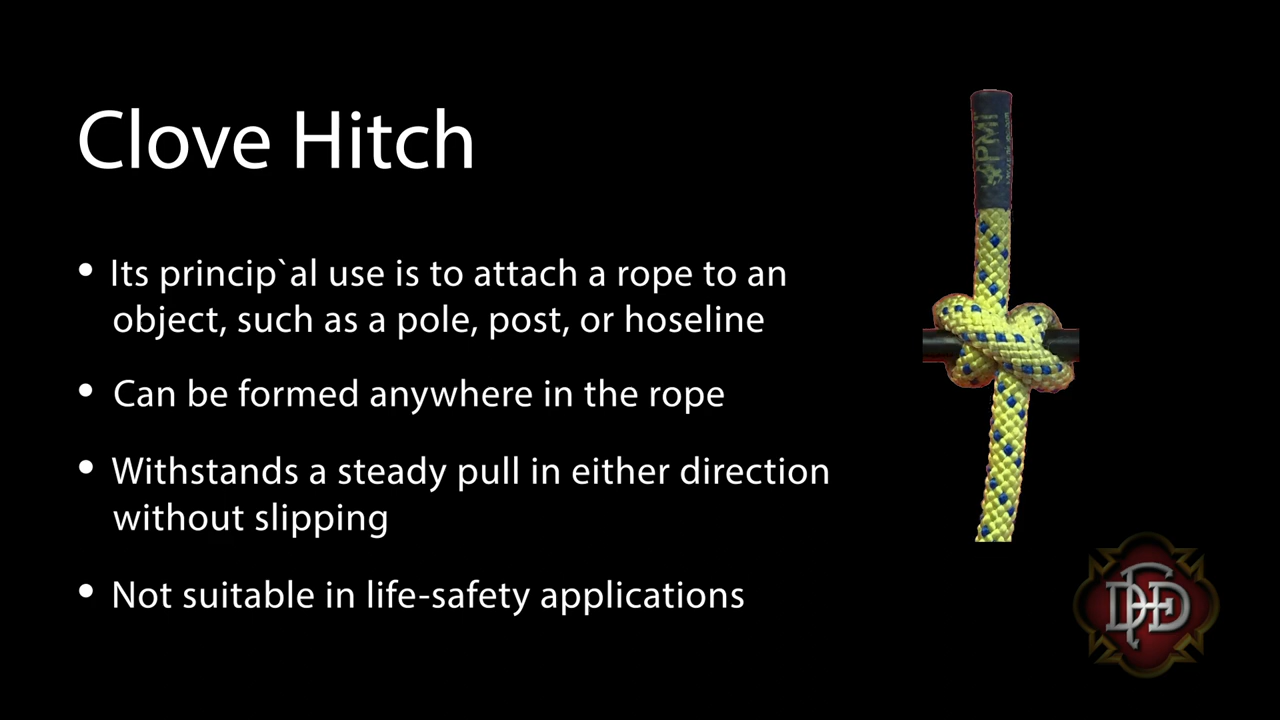 Clove Hitch
• Its princip`al use is to attach a rope to an
object, such as a pole, post, or hoseline
• Can be formed anywhere in the rope
• Withstands a steady pull in either direction
without slipping
• Not suitable in life-safety applications
PMI
DFD